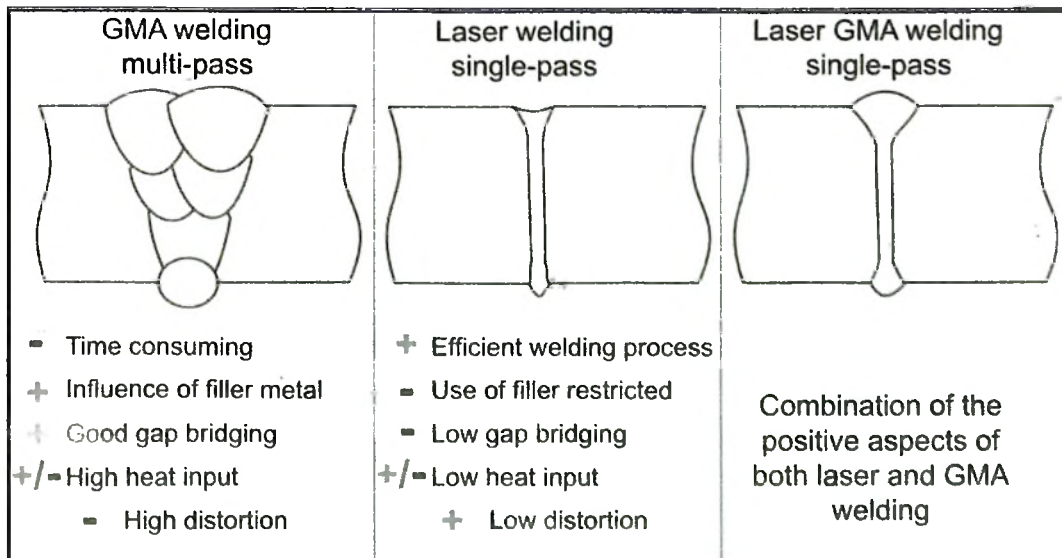 GMA welding
multi-pass
- Time consuming
+ Influence of filler metal
+ Good gap bridging
+/- High heat input
- High distortion
Laser welding
single-pass
+ Efficient welding process
- Use of filler restricted
- Low gap bridging
+/- Low heat input
+ Low distortion
Laser GMA welding
single-pass
Combination of the
positive aspects of
both laser and GMA
welding